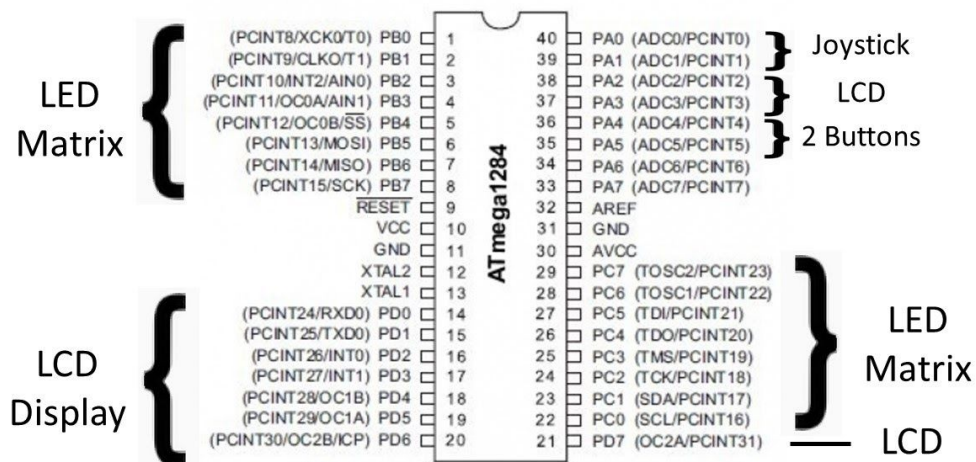 (PCINT8/XCK0/T0) PB0 1 40 PA0 (ADC0/PCINT0)
Joystick
(PCINT9/CLKO/T1) PB1 2 39 PA1 (ADC1/PCINT1)
(PCINT10/INT2/AIN0) PB2 3 38 PA2 (ADC2/PCINT2)
LED
Matrix
LCD
(PCINT11/OC0A/AIN1) PB3 4 37 PA3 (ADC3/PCINT3)
(PCINT12/OC0B/SS) PB4 5 36 PA4 (ADC4/PCINT4)
2 Buttons
(PCINT13/MOSI) PB5 6 35 PA5 (ADC5/PCINT5)
(PCINT14/MISO) PB6 7 34 PA6 (ADC6/PCINT6)
(PCINT15/SCK) PB7 8 33 PA7 (ADC7/PCINT7)
RESET 9 32 AREF
VCC 10 31 GND
GND 11 30 AVCC
ATmega1284
XTAL2 12 29 PC7 (TOSC2/PCINT23)
XTAL1 13 28 PC6 (TOSC1/PCINT22)
(PCINT24/RXD0) PD0 14 27 PC5 (TDI/PCINT21)
(PCINT25/TXD0) PD1 15 26 PC4 (TDO/PCINT20)
LED
Matrix
(PCINT26/INT0) PD2 16 25 PC3 (TMS/PCINT19)
LCD
Display
(PCINT27/INT1) PD3 17 24 PC2 (TCK/PCINT18)
(PCINT28/OC1B) PD4 18 23 PC1 (SDA/PCINT17)
(PCINT29/OC1A) PD5 19 22 PC0 (SCL/PCINT16)
(PCINT30/OC2B/ICP) PD6 20 21 PD7 (OC2A/PCINT31)
LCD